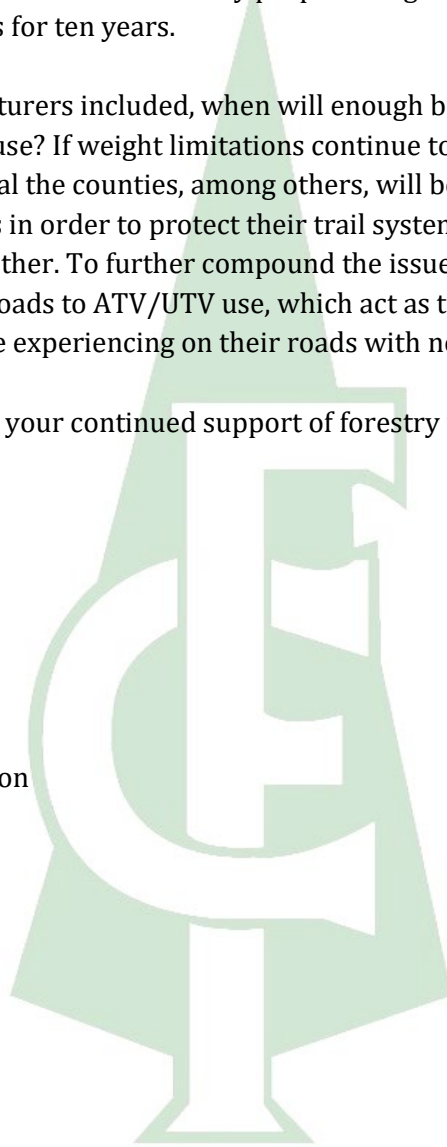 s for ten years.
turers included, when will enough b
use? If weight limitations continue to
al the counties, among others, will be
s in order to protect their trail system
ther. To further compound the issue
oads to ATV/UTV use, which act as t
e experiencing on their roads with no
your continued support of forestry
on
CF